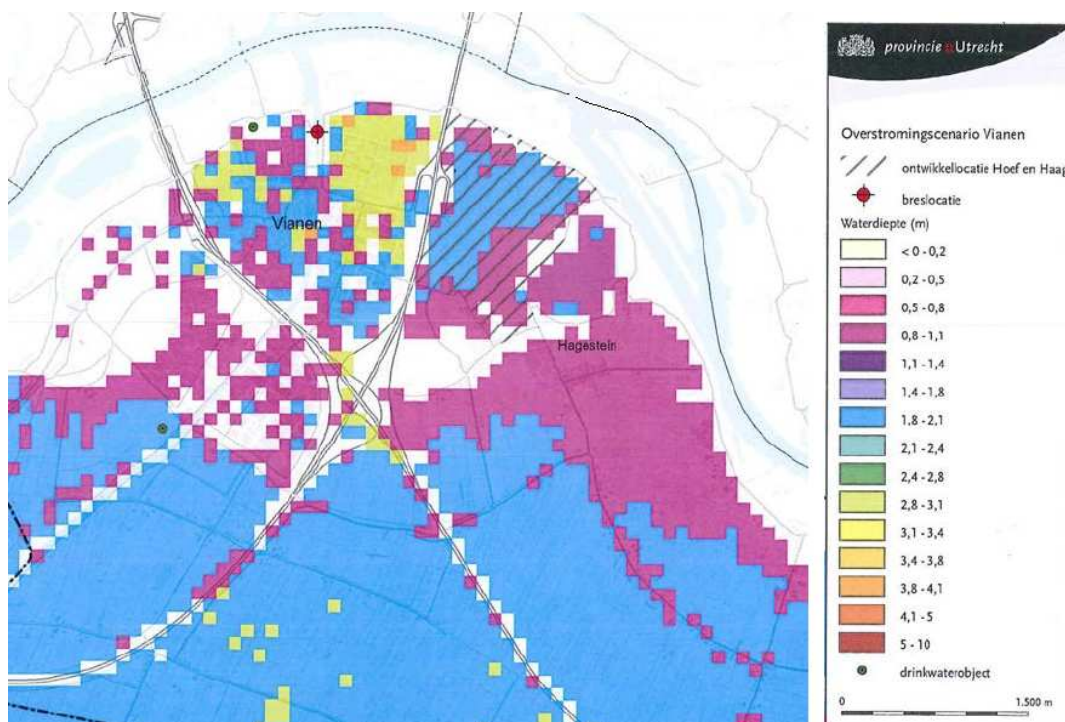 provincie Utrecht
Overstromingscenario Vianen
ontwikkellocatie Hoef en Haag
breslocatie
Waterdiepte (m)
< 0 - 0,2
0,2 - 0,5
0,5 - 0,8
0,8 - 1,1
1,1 - 1,4
1,4 - 1,8
1,8 - 2,1
2,1 - 2,4
2,4 - 2,8
2,8 - 3,1
3,1 - 3,4
3,4 - 3,8
3,8 - 4,1
4,1 - 5
5 - 10
drinkwaterobject
0 1.500 m
Vianen
Hagestein